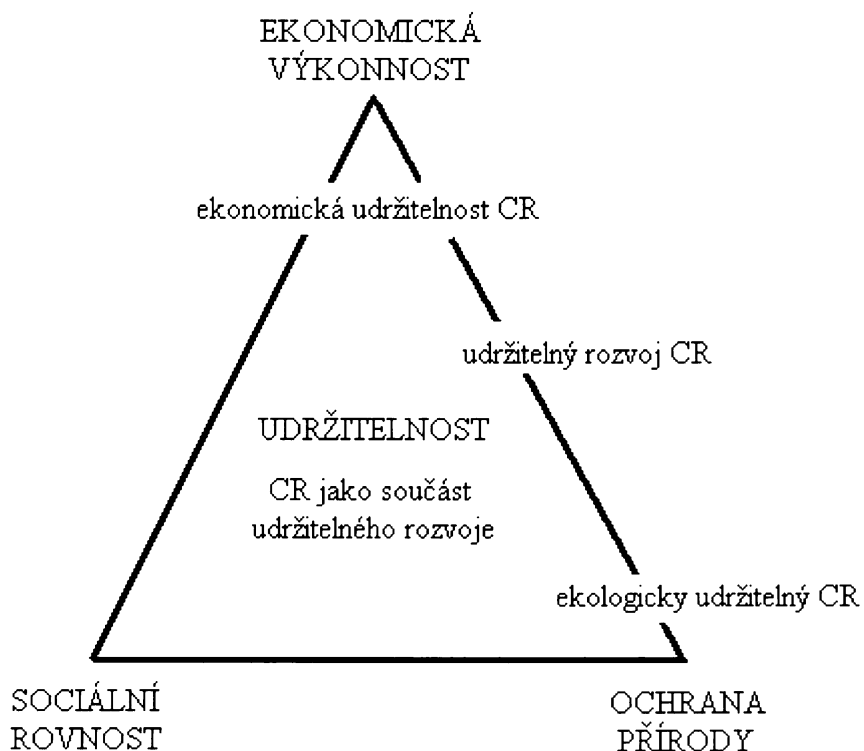 EKONOMICKÁ
VÝKONNOST
ekonomická udržitelnost CR
udržitelný rozvoj CR
UDRŽITELNOST
CR jako součást
udržitelného rozvoje
ekologicky udržitelný CR
SOCIÁLNÍ
ROVNOST
OCHRANA
PŘÍRODY